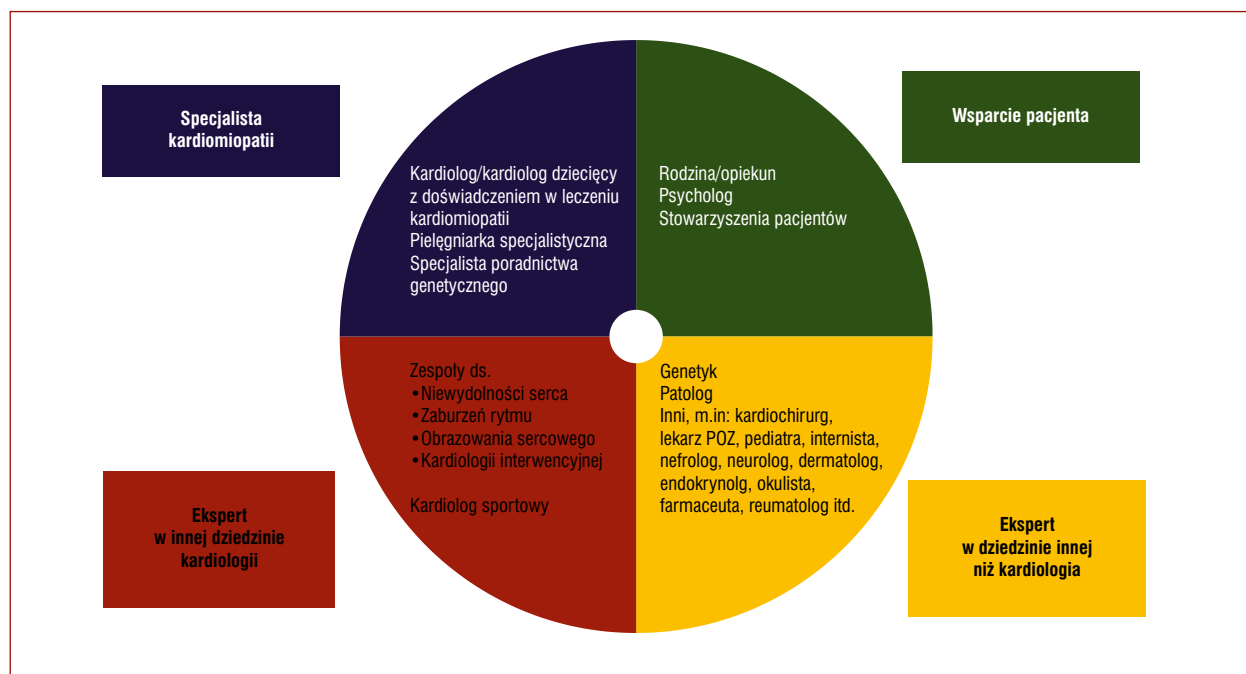 Specjalista
kardiomiopatii
Wsparcie pacjenta
Kardiolog/kardiolog dziecięcy
z doświadczeniem w leczeniu
kardiomiopatii
Pielęgniarka specjalistyczna
Specjalista poradnictwa
genetycznego
Rodzina/opiekun
Psycholog
Stowarzyszenia pacjentów
Zespoly ds.
•Niewydolności serca
•Zaburzeń rytmu
•Obrazowania sercowego
•Kardiologii interwencyjnej
Kardiolog sportowy
Genetyk
Patolog
Inni, m.in: kardiochirurg,
lekarz POZ, pediatra, internista,
nefrolog, neurolog, dermatolog,
endokrynolg, okulista,
farmaceuta, reumatolog itd.
Ekspert
w innej dziedzinie
kardiologii
Ekspert
w dziedzinie innej
niż kardiologia